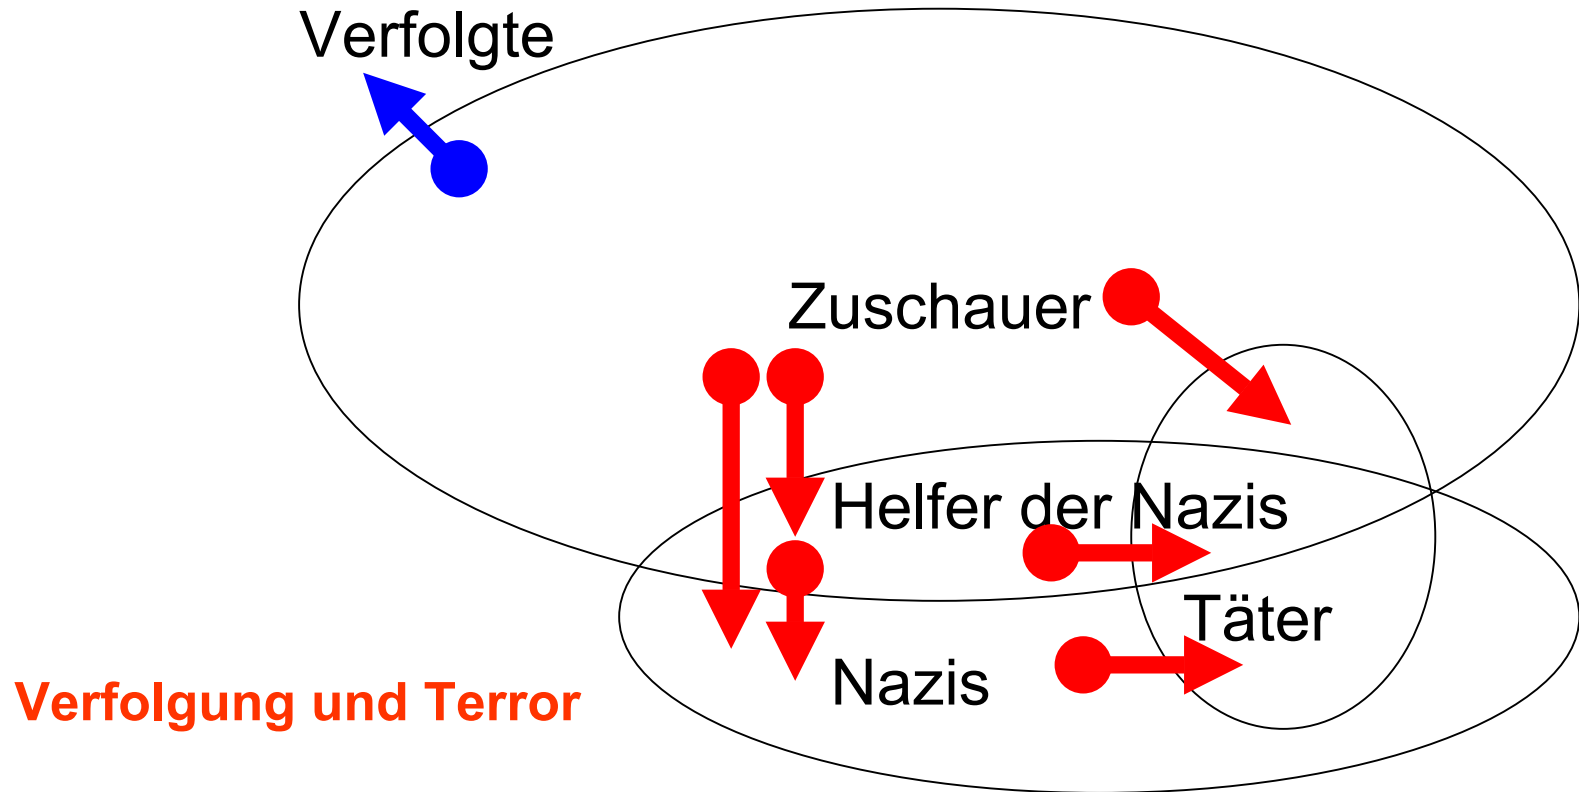 Verfolgte
Zuschauer
Helfer der Nazis
Täter
Nazis
Verfolgung und Terror